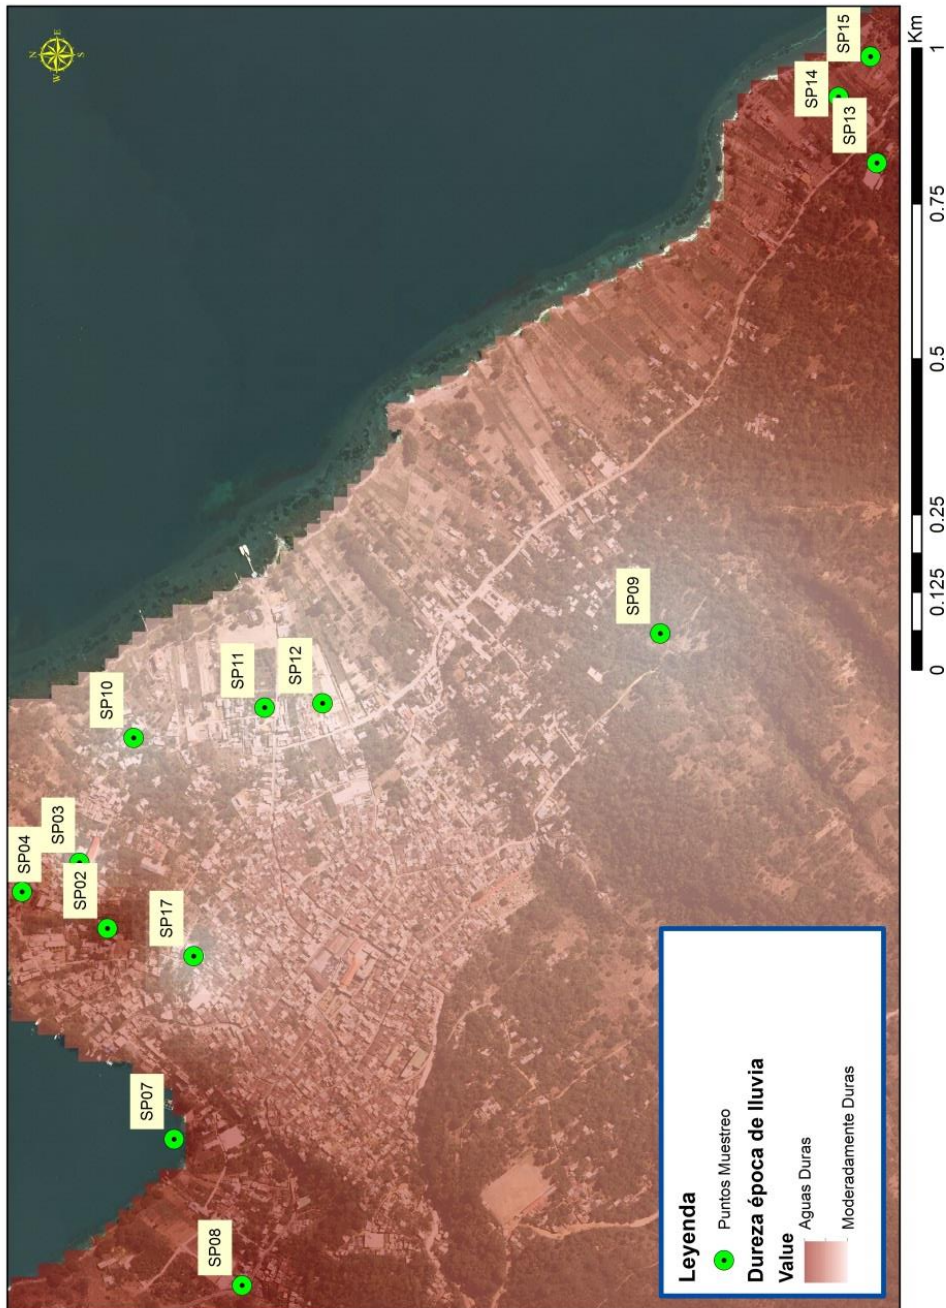 N
E
S
W
SP04
SP03
SP02
SP17
SP07
SP08
SP10
SP11
SP12
SP09
SP15
SP14
SP13
Leyenda
Puntos Muestreo
Dureza época de lluvia
Value
Aguas Duras
Moderadamente Duras
0 0.125 0.25 0.5 0.75 1
Km